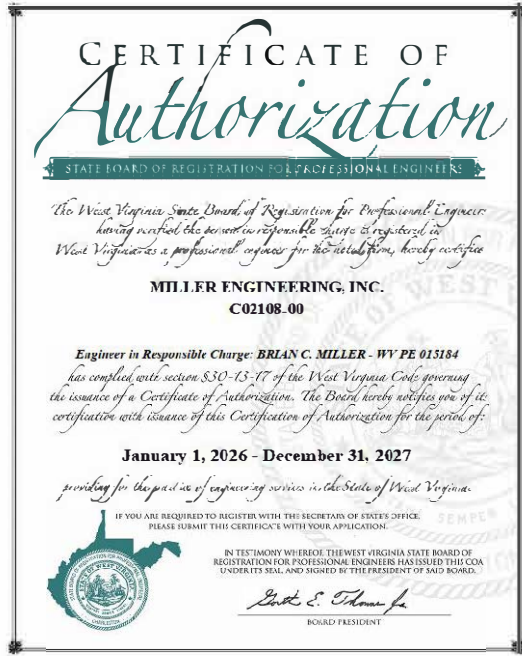 CERTIFICATE OF
Authorization
STATE BOARD OF REGISTRATION FOR PROFESSIONAL ENGINEERS
The West Virginia State Board of Registration for Professional Engineers
having verified the person in responsible charge is registered in
West Virginia as a professional engineer for the noted firm, hereby certifies
MILLER ENGINEERING, INC.
C02108-00
Engineer in Responsible Charge: BRIAN C. MILLER - WV PE 015184
has complied with section §30-13-17 of the West Virginia Code governing
the issuance of a Certificate of Authorization. The Board hereby notifies you of its
certification with issuance of this Certification of Authorization for the period of:
January 1, 2026 - December 31, 2027
providing for the practice of engineering services in the State of West Virginia.
IF YOU ARE REQUIRED TO REGISTER WITH THE SECRETARY OF STATE'S OFFICE,
PLEASE SUBMIT THIS CERTIFICATE WITH YOUR APPLICATION.
IN TESTIMONY WHEREOF, THE WEST VIRGINIA STATE BOARD OF
REGISTRATION FOR PROFESSIONAL ENGINEERS HAS ISSUED THIS COA
UNDER ITS SEAL, AND SIGNED BY THE PRESIDENT OF SAID BOARD.
BOARD PRESIDENT